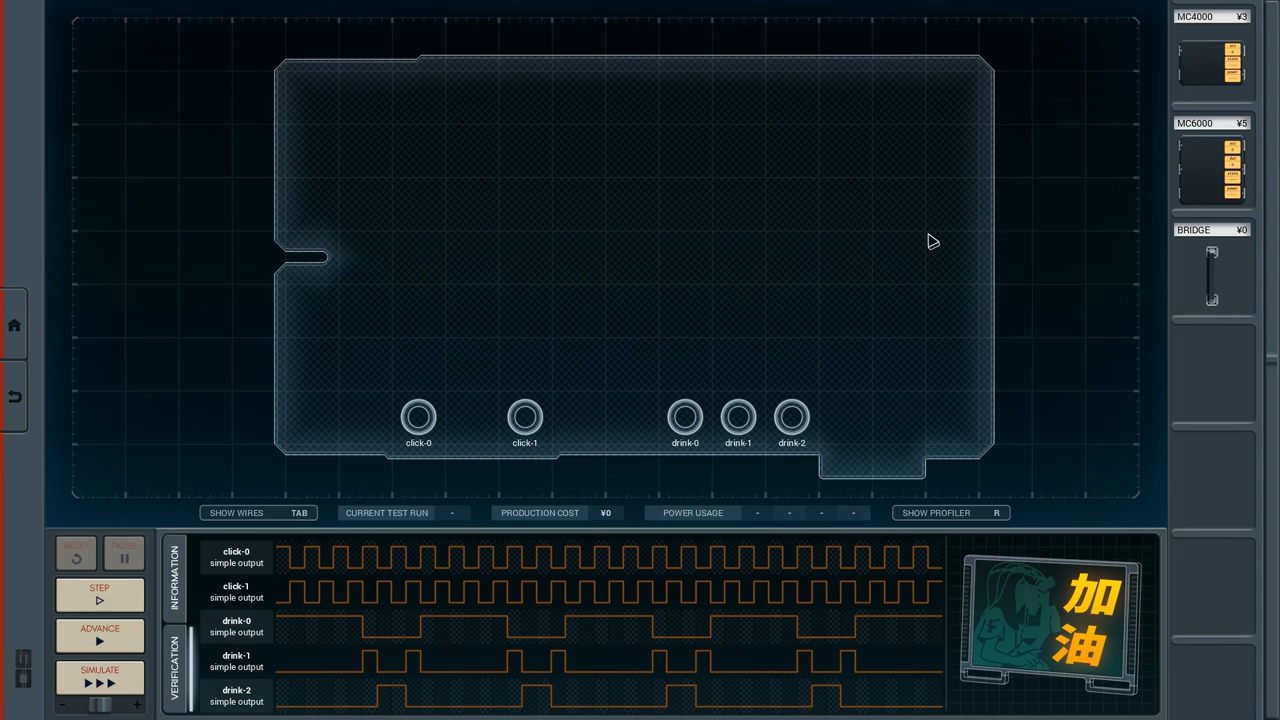 MC4000 ¥3
acc
MC6000 ¥5
acc
dat
BRIDGE ¥0
click-0
click-1
drink-0
drink-1
drink-2
SHOW WIRES TAB
CURRENT TEST RUN -
PRODUCTION COST ¥0
POWER USAGE - - - -
SHOW PROFILER R
RESET
PAUSE
STEP
ADVANCE
SIMULATE
- +
INFORMATION
VERIFICATION
click-0
simple output
click-1
simple output
drink-0
simple output
drink-1
simple output
drink-2
simple output
加
油